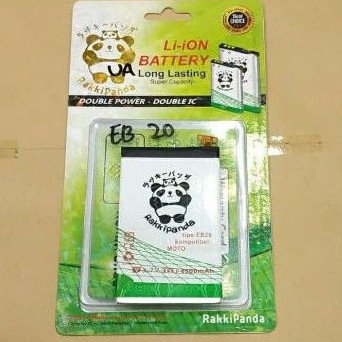 ラッキーパンダ
RakkiPanda
UA
Li-iON
BATTERY
Long Lasting
Super Capacity
DOUBLE POWER - DOUBLE IC
EB 20
ラッキーパンダ
RakkiPanda
tipe:EB20
kompatibel
MOTO
RakkiPanda